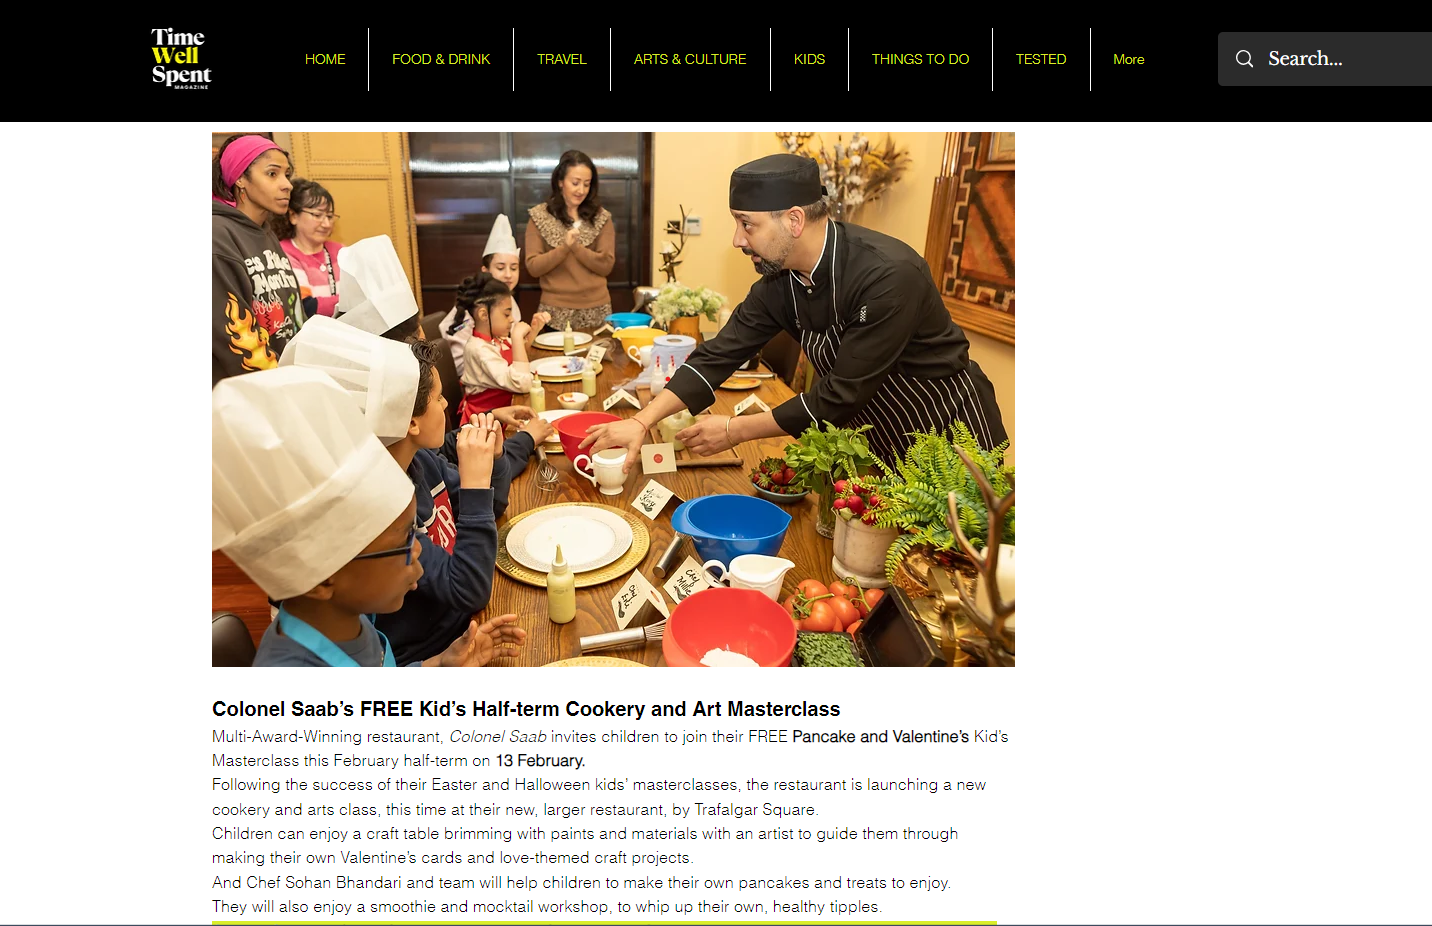 Time
Well
Spent
MAGAZINE
HOME
FOOD & DRINK
TRAVEL
ARTS & CULTURE
KIDS
THINGS TO DO
TESTED
More
Search...
Colonel Saab’s FREE Kid’s Half-term Cookery and Art Masterclass
Multi-Award-Winning restaurant, Colonel Saab invites children to join their FREE Pancake and Valentine’s Kid’s
Masterclass this February half-term on 13 February.
Following the success of their Easter and Halloween kids’ masterclasses, the restaurant is launching a new
cookery and arts class, this time at their new, larger restaurant, by Trafalgar Square.
Children can enjoy a craft table brimming with paints and materials with an artist to guide them through
making their own Valentine’s cards and love-themed craft projects.
And Chef Sohan Bhandari and team will help children to make their own pancakes and treats to enjoy.
They will also enjoy a smoothie and mocktail workshop, to whip up their own, healthy tipples.